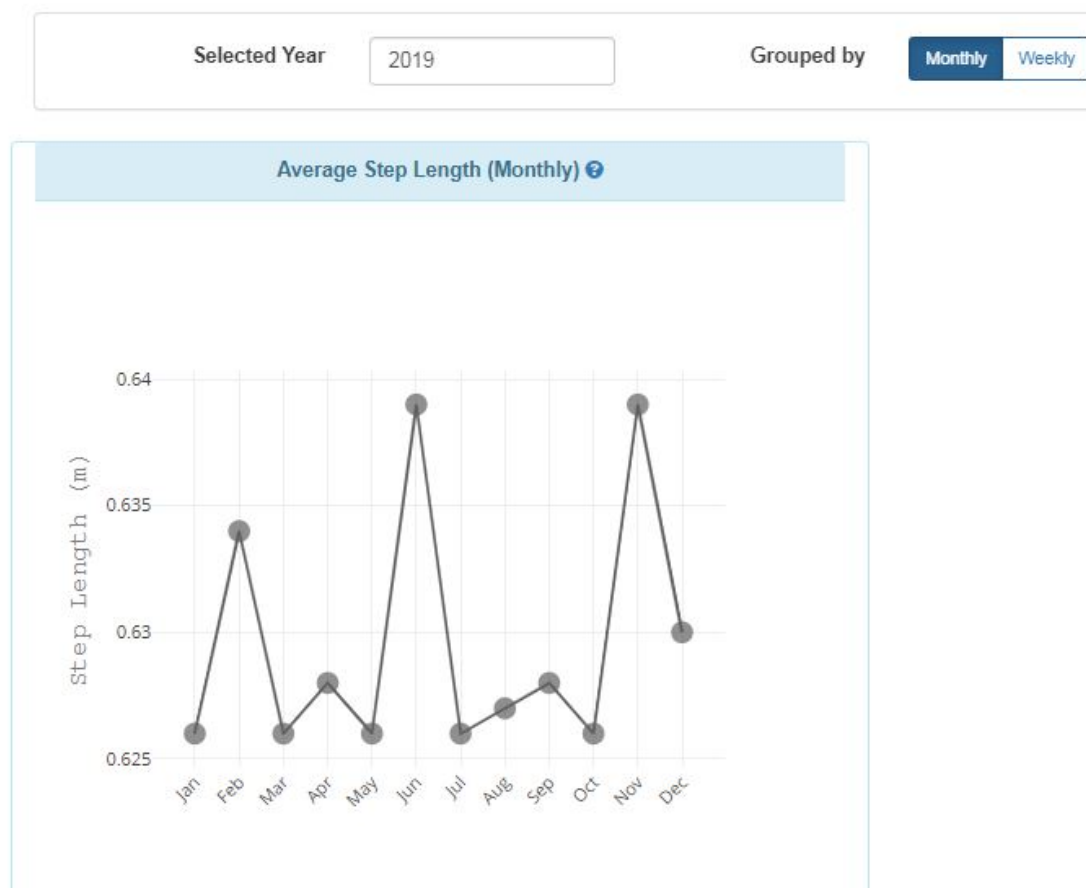 Selected Year 2019 Grouped by Monthly Weekly
Average Step Length (Monthly) ?
0.64
0.635
0.63
0.625
Step Length (m)
Jan Feb Mar Apr May Jun Jul Aug Sep Oct Nov Dec